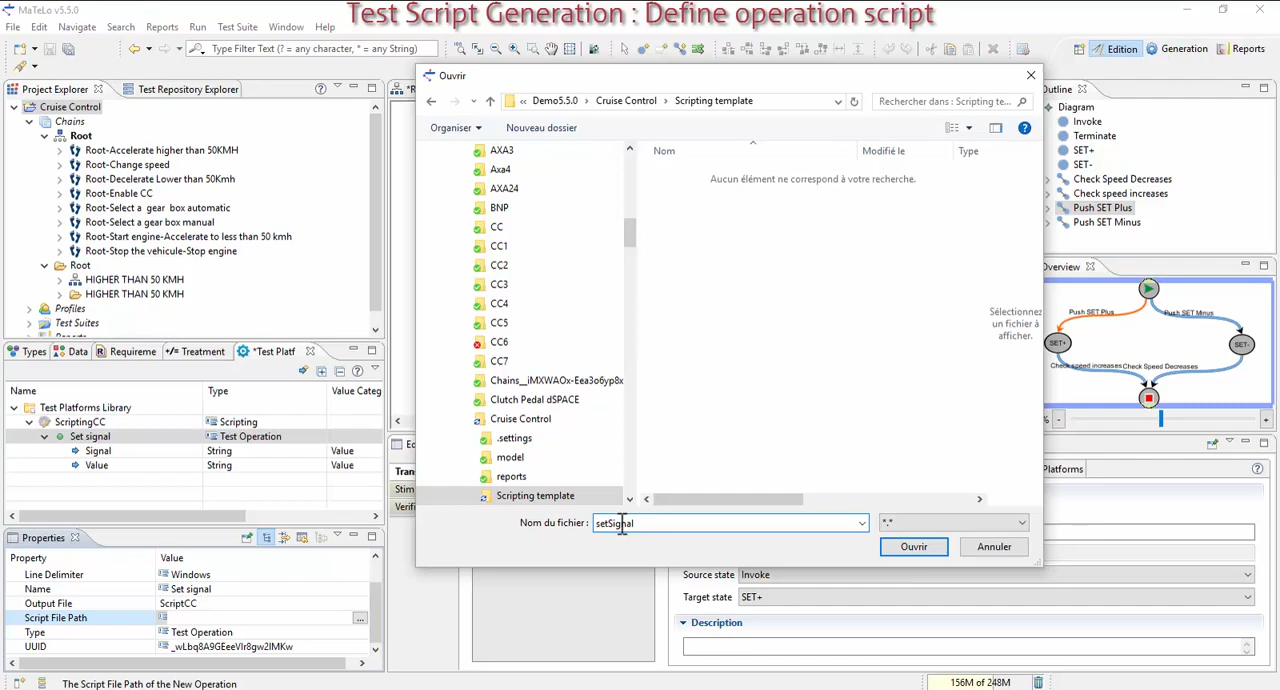 Test Script Generation : Define operation script
MaTeLo v5.5.0
File Edit Navigate Search Reports Run Test Suite Window Help
Type Filter Text (? = any character, * = any String)
Edition Generation Reports
Project Explorer Test Repository Explorer
Cruise Control
Chains
Root
Root-Accelerate higher than 50KMH
Root-Change speed
Root-Decelerate Lower than 50Kmh
Root-Enable CC
Root-Select a gear box automatic
Root-Select a gear box manual
Root-Start engine-Accelerate to less than 50 kmh
Root-Stop the vehicule-Stop engine
Root
HIGHER THAN 50 KMH
HIGHER THAN 50 KMH
Profiles
Test Suites
Types Data Requireme Treatment *Test Platf
Name Type Value Categ
Test Platforms Library
ScriptingCC Scripting
Set signal Test Operation
Signal String Value
Value String Value
Properties
Property Value
Line Delimiter Windows
Name Set signal
Output File ScriptCC
Script File Path ...
Type Test Operation
UUID _wLbq8A9GEeeVIr8gw2IMKw
The Script File Path of the New Operation
Ouvrir
« Demo5.5.0 > Cruise Control > Scripting template
Rechercher dans : Scripting te...
Organiser Nouveau dossier
AXA3
Axa4
AXA24
BNP
CC
CC1
CC2
CC3
CC4
CC5
CC6
CC7
Chains__iMXWAOx-Eea3o6yp8x
Clutch Pedal dSPACE
Cruise Control
.settings
model
reports
Scripting template
Nom Modifié le Type
Aucun élément ne correspond à votre recherche.
Sélectionnez
un fichier à
afficher.
Nom du fichier : setSignal *.*
Ouvrir Annuler
Trans
Stim
Verifi
Platforms
Source state Invoke
Target state SET+
Description
Outline
Diagram
Invoke
Terminate
SET+
SET-
Check Speed Decreases
Check speed increases
Push SET Plus
Push SET Minus
Overview
Push SET Plus Push SET Minus
SET+ SET-
Check speed increases Check Speed Decreases
%
156M of 248M